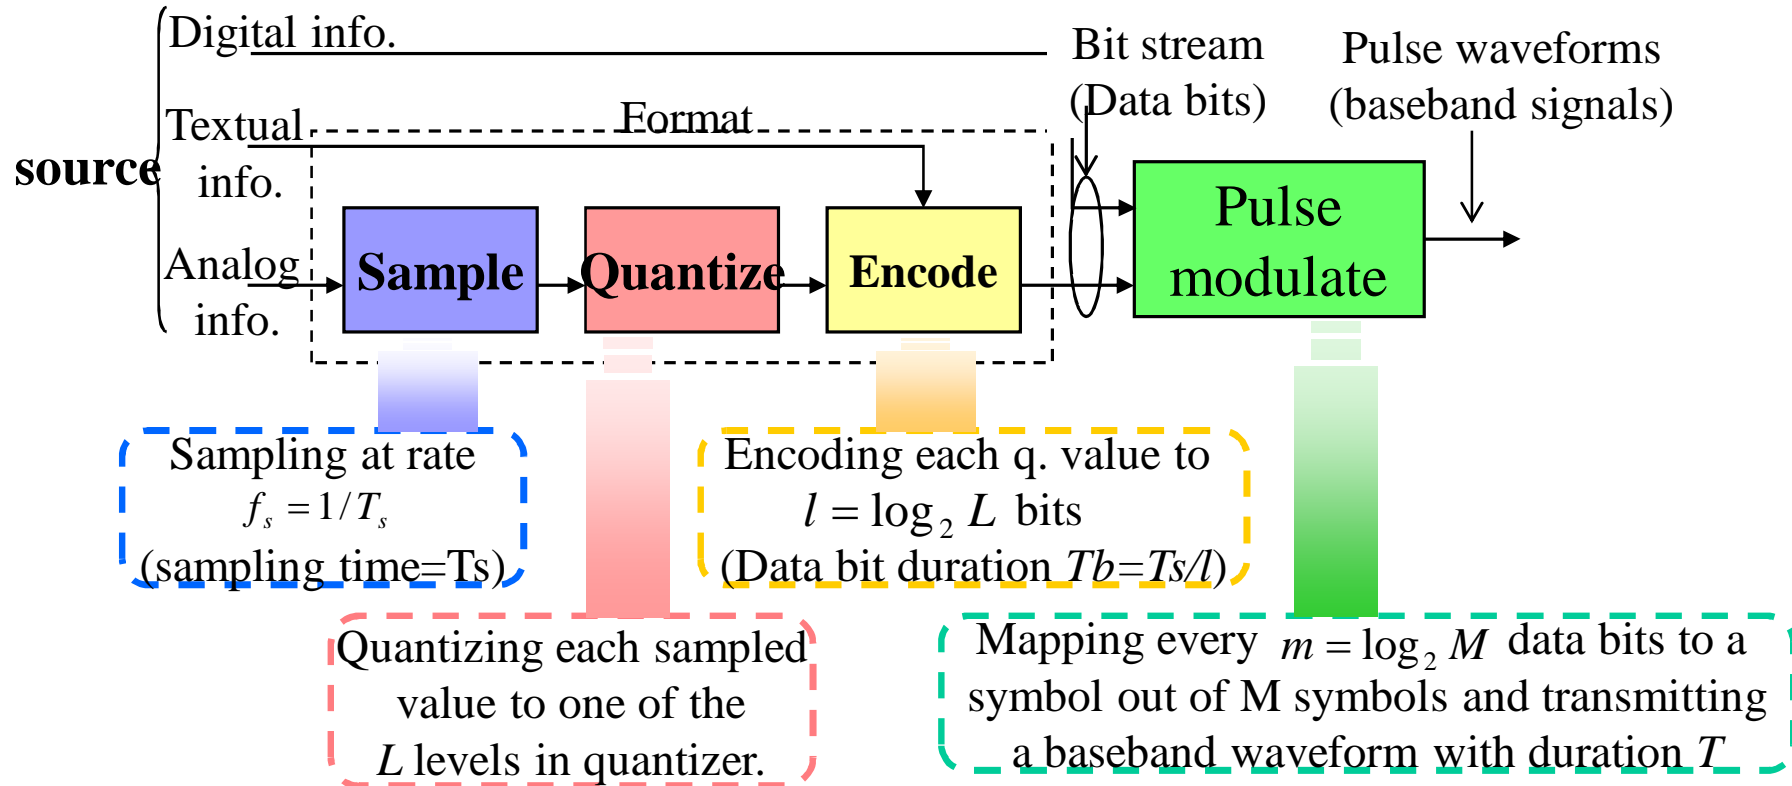 Digital info.
Bit stream
(Data bits)
Pulse waveforms
(baseband signals)
Format
Textual
info.
source
Analog
info.
Sample
Quantize
Encode
Pulse
modulate
Sampling at rate
f_s = 1/T_s
(sampling time=Ts)
Encoding each q. value to
l = log_2 L bits
(Data bit duration Tb=Ts/l)
Quantizing each sampled
value to one of the
L levels in quantizer.
Mapping every m = log_2 M data bits to a
symbol out of M symbols and transmitting
a baseband waveform with duration T